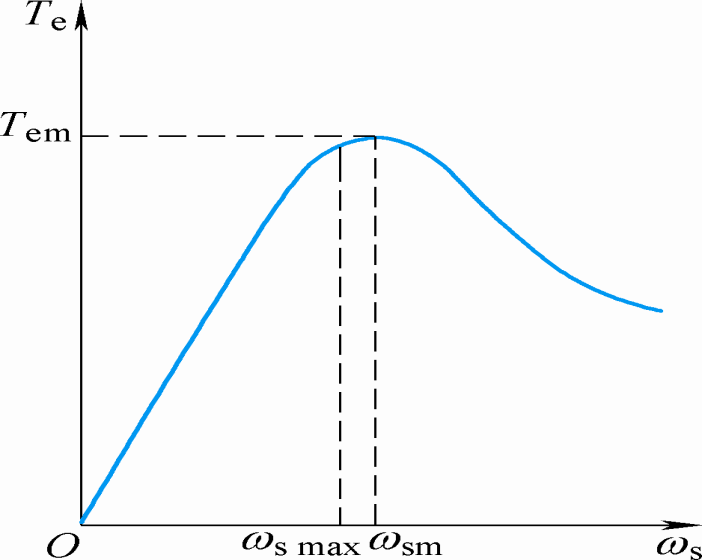 Te
Tem
O ωs max ωsm ωs